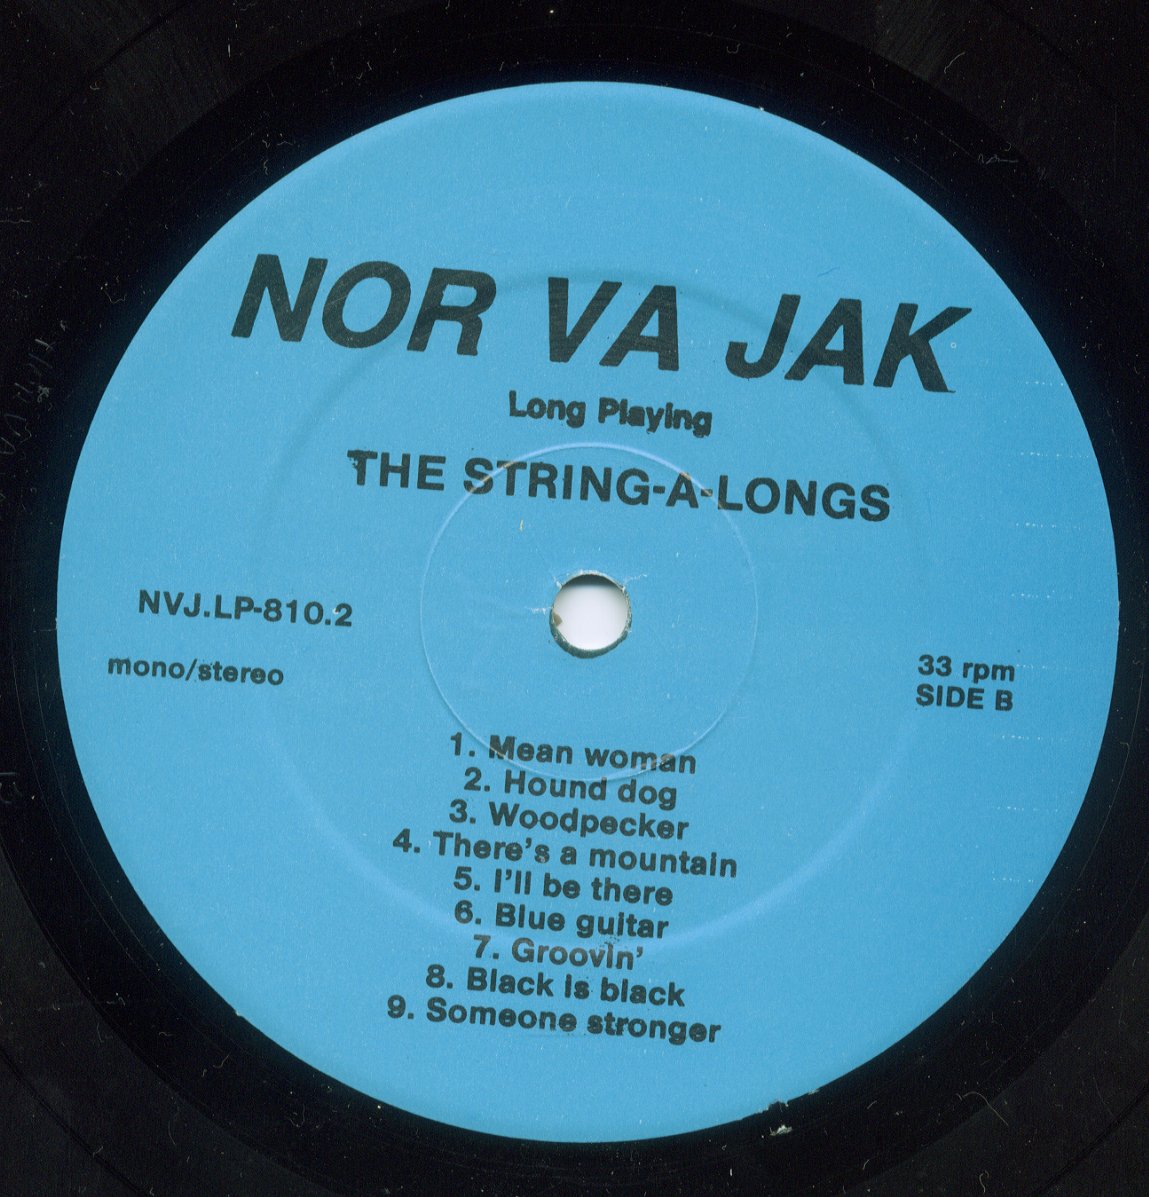 NOR VA JAK
Long Playing
THE STRING-A-LONGS
NVJ.LP-810.2
mono/stereo
33 rpm
SIDE B
1. Mean woman
2. Hound dog
3. Woodpecker
4. There's a mountain
5. I'll be there
6. Blue guitar
7. Groovin'
8. Black is black
9. Someone stronger